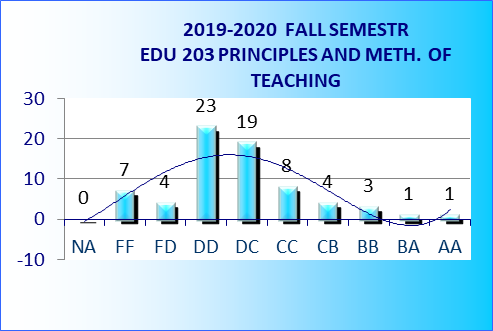 2019-2020 FALL SEMESTR
EDU 203 PRINCIPLES AND METH. OF
TEACHING
30
20
10
0
-10
0 7 4 23 19 8 4 3 1 1
NA FF FD DD DC CC CB BB BA AA